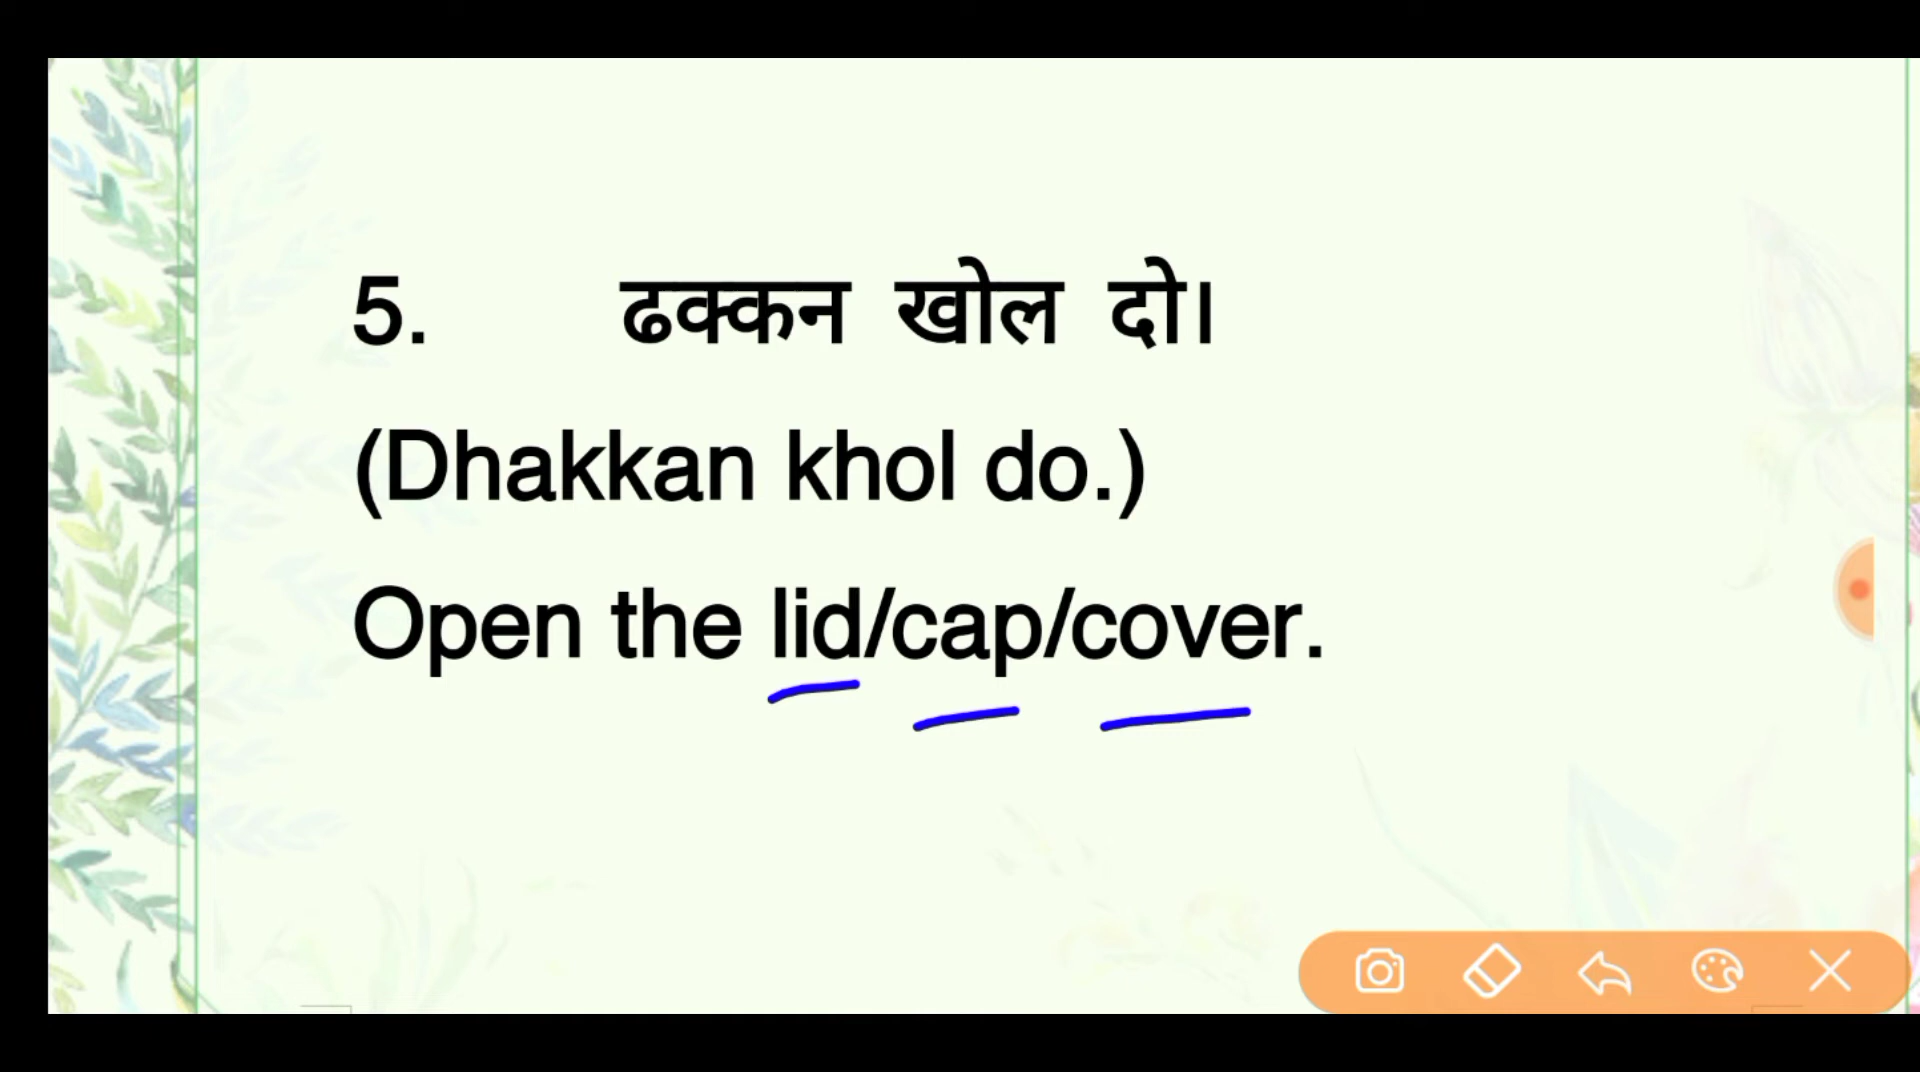 5. ढक्कन खोल दो।
(Dhakkan khol do.)
Open the lid/cap/cover.